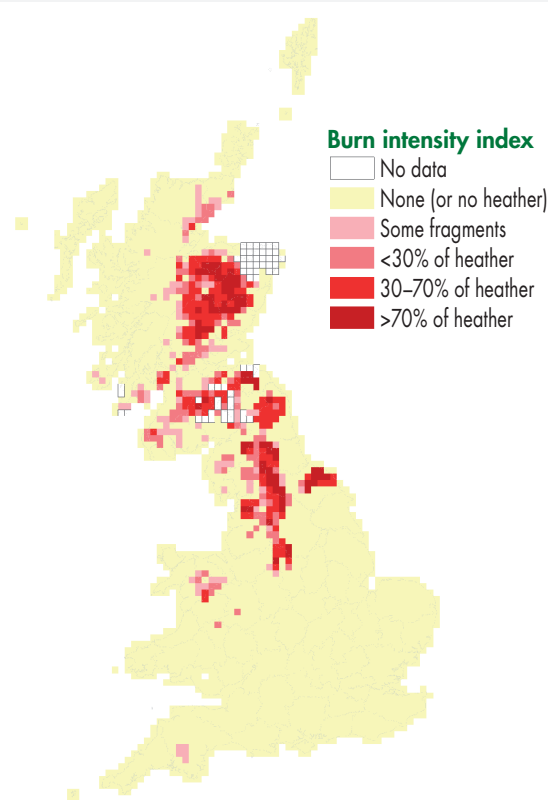 Burn intensity index
No data
None (or no heather)
Some fragments
<30% of heather
30–70% of heather
>70% of heather